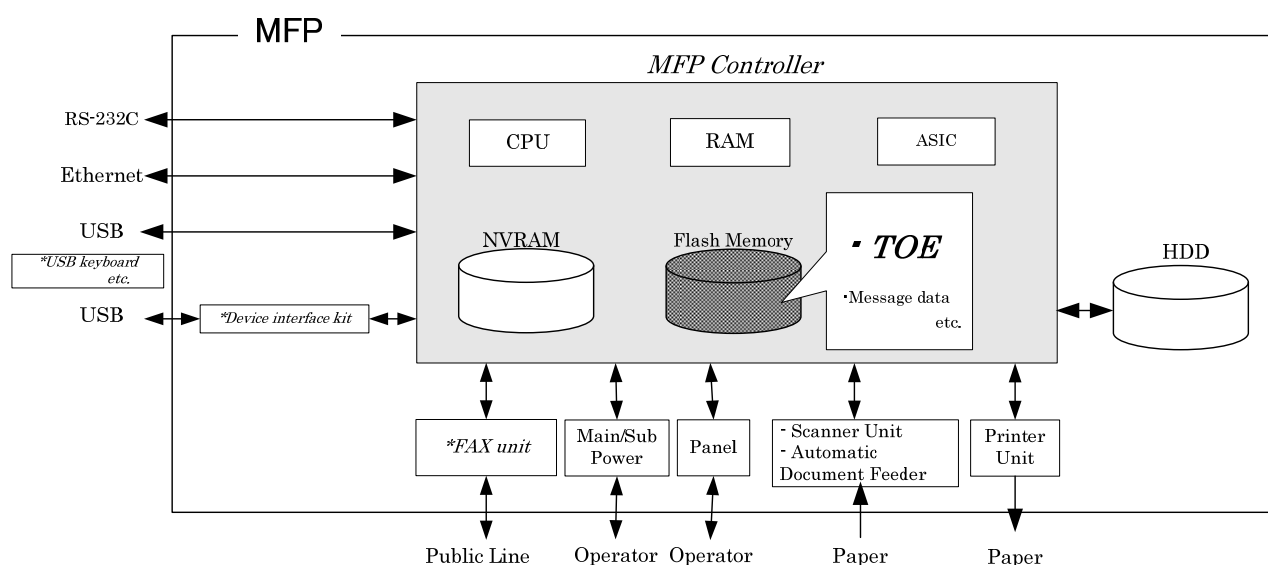 MFP
MFP Controller
RS-232C
CPU
RAM
ASIC
Ethernet
USB
NVRAM
Flash Memory
- TOE
HDD
*USB keyboard
etc.
・Message data
etc.
USB
*Device interface kit
*FAX unit
Main/Sub
Power
Panel
- Scanner Unit
- Automatic
Document Feeder
Printer
Unit
Public Line
Operator
Operator
Paper
Paper